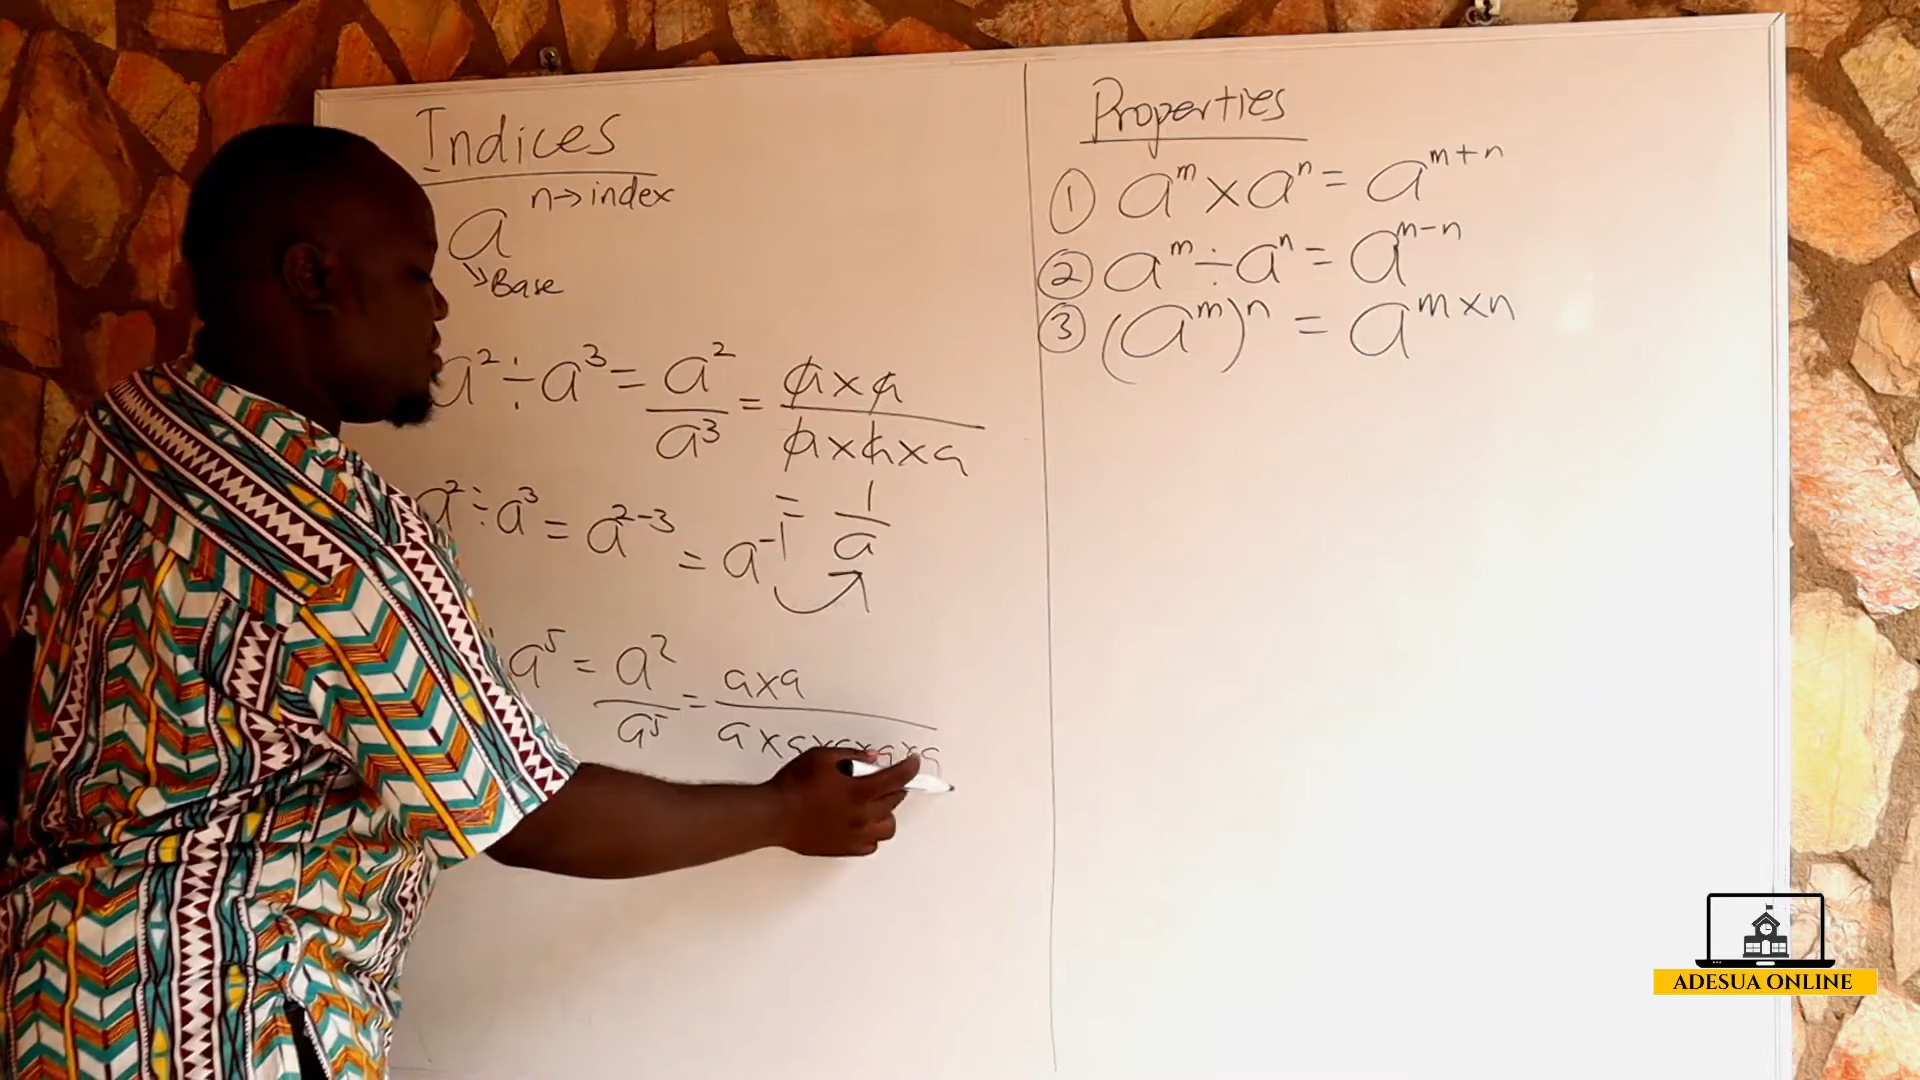 Indices
n→index
a
Base
a² ÷ a³ = a²/a³ = a×a / a×a×a
= 1/a
a² ÷ a³ = a²⁻³ = a⁻¹
a⁵ = a²/a⁵ = a×a / a×a×a×a×a
Properties
① aᵐ × aⁿ = aᵐ⁺ⁿ
② aᵐ ÷ aⁿ = aᵐ⁻ⁿ
③ (aᵐ)ⁿ = aᵐˣⁿ
ADESUA ONLINE